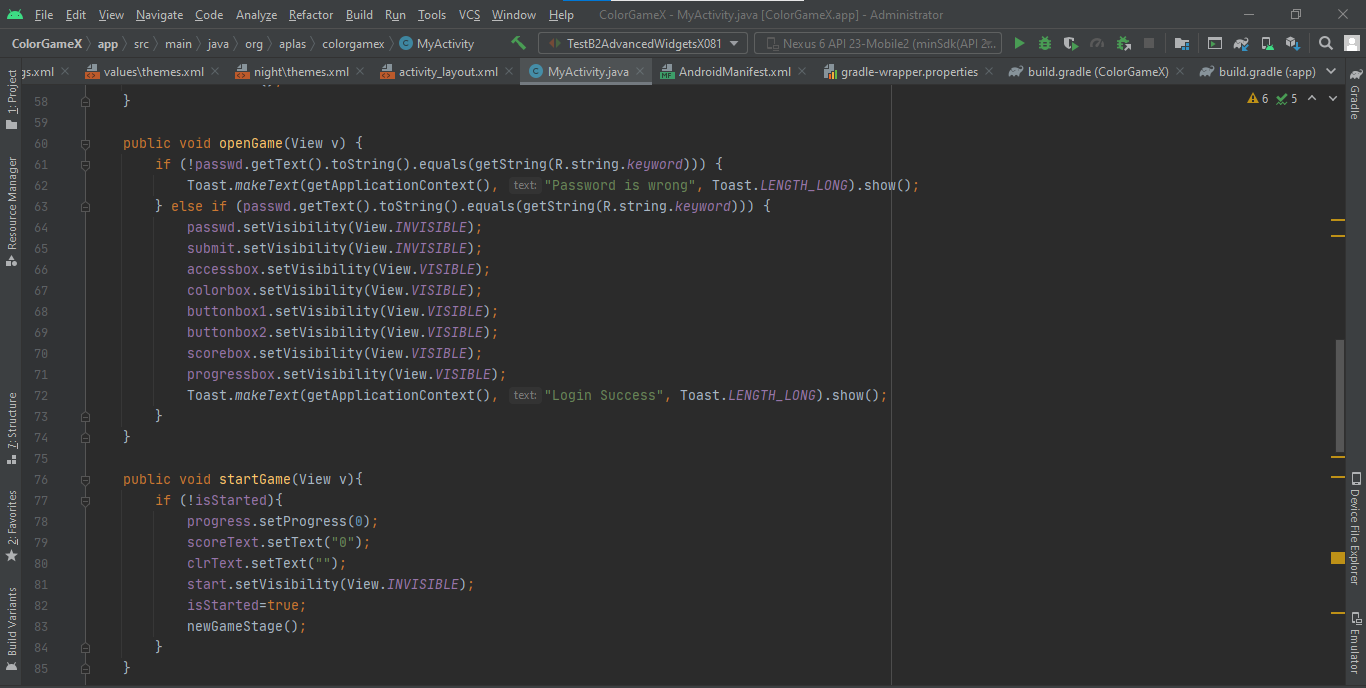 File Edit View Navigate Code Analyze Refactor Build Run Tools VCS Window Help ColorGameX - MyActivity.java [ColorGameX.app] - Administrator
ColorGameX app src main java org aplas colorgamex MyActivity TestB2AdvancedWidgetsX081 Nexus 6 API 23-Mobile2 (minSdk(API 2r..
gs.xml values\themes.xml night\themes.xml activity_layout.xml MyActivity.java AndroidManifest.xml gradle-wrapper.properties build.gradle (ColorGameX) build.gradle (:app)
6 5
58 }
59
60 public void openGame(View v) {
61 if (!passwd.getText().toString().equals(getString(R.string.keyword))) {
62 Toast.makeText(getApplicationContext(), text: "Password is wrong", Toast.LENGTH_LONG).show();
63 } else if (passwd.getText().toString().equals(getString(R.string.keyword))) {
64 passwd.setVisibility(View.INVISIBLE);
65 submit.setVisibility(View.INVISIBLE);
66 accessbox.setVisibility(View.VISIBLE);
67 colorbox.setVisibility(View.VISIBLE);
68 buttonbox1.setVisibility(View.VISIBLE);
69 buttonbox2.setVisibility(View.VISIBLE);
70 scorebox.setVisibility(View.VISIBLE);
71 progressbox.setVisibility(View.VISIBLE);
72 Toast.makeText(getApplicationContext(), text: "Login Success", Toast.LENGTH_LONG).show();
73 }
74 }
75
76 public void startGame(View v){
77 if (!isStarted){
78 progress.setProgress(0);
79 scoreText.setText("0");
80 clrText.setText("");
81 start.setVisibility(View.INVISIBLE);
82 isStarted=true;
83 newGameStage();
84 }
85 }
1: Project
Resource Manager
7: Structure
2: Favorites
Build Variants
Gradle
Device File Explorer
Emulator